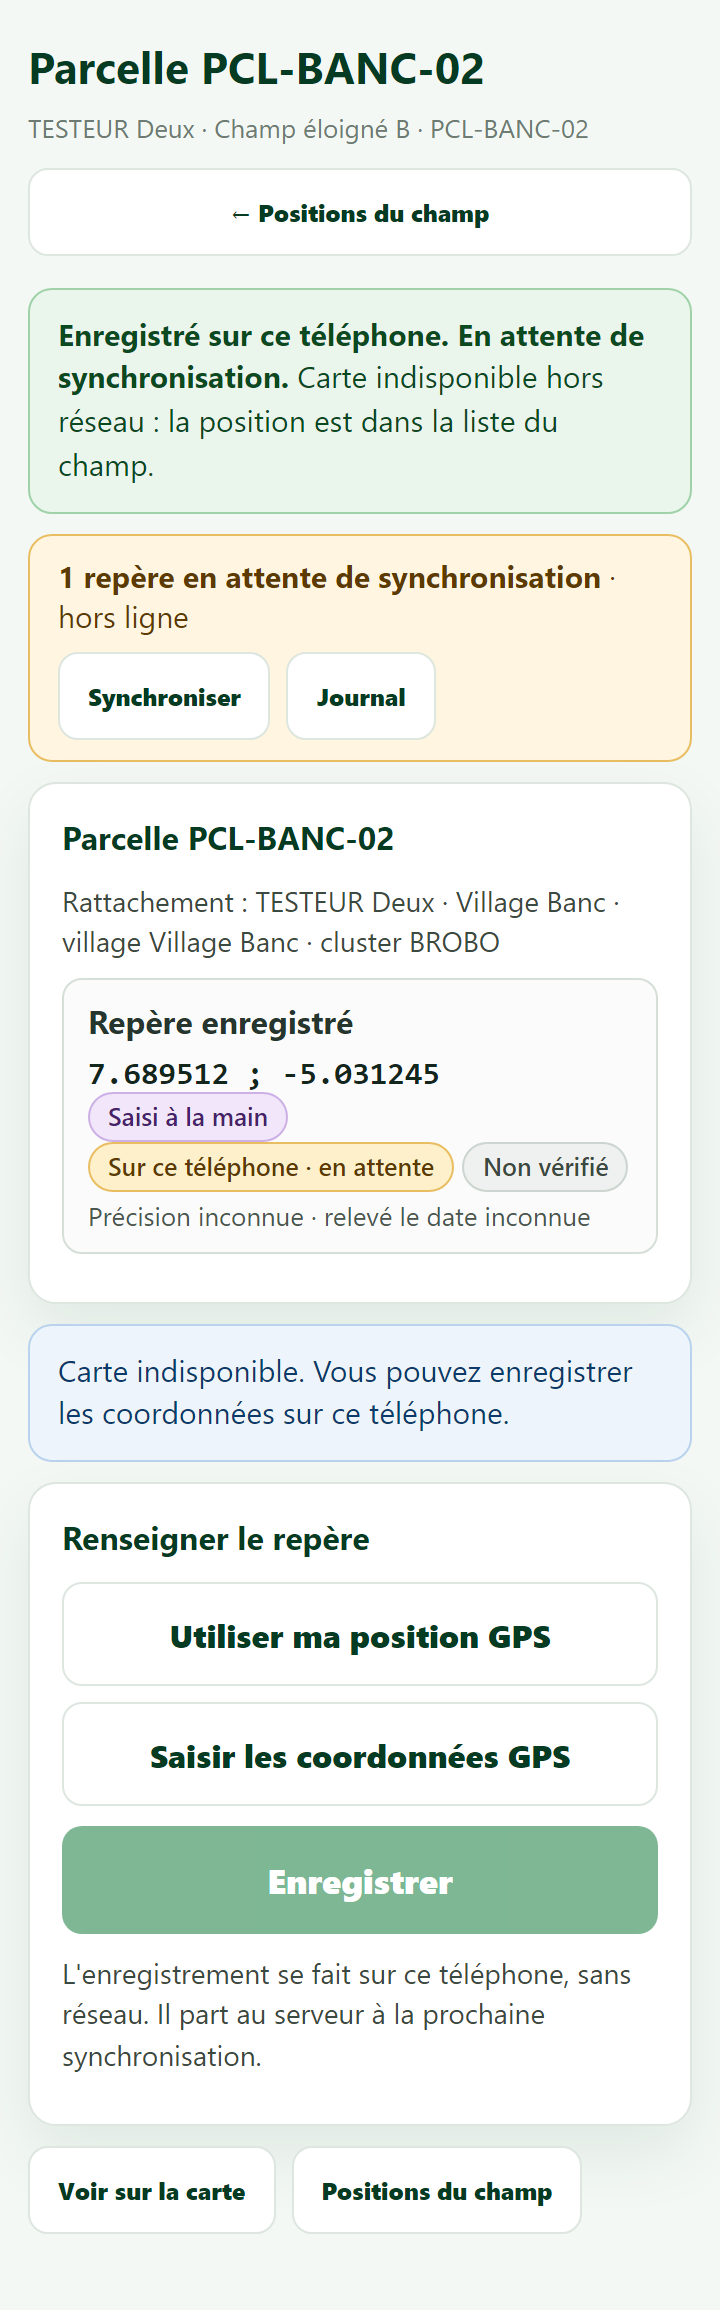 Parcelle PCL-BANC-02
TESTEUR Deux · Champ éloigné B · PCL-BANC-02
← Positions du champ
Enregistré sur ce téléphone. En attente de
synchronisation. Carte indisponible hors
réseau : la position est dans la liste du
champ.
1 repère en attente de synchronisation ·
hors ligne
Synchroniser
Journal
Parcelle PCL-BANC-02
Rattachement : TESTEUR Deux · Village Banc ·
village Village Banc · cluster BROBO
Repère enregistré
7.689512 ; -5.031245
Saisi à la main
Sur ce téléphone · en attente
Non vérifié
Précision inconnue · relevé le date inconnue
Carte indisponible. Vous pouvez enregistrer
les coordonnées sur ce téléphone.
Renseigner le repère
Utiliser ma position GPS
Saisir les coordonnées GPS
Enregistrer
L'enregistrement se fait sur ce téléphone, sans
réseau. Il part au serveur à la prochaine
synchronisation.
Voir sur la carte
Positions du champ